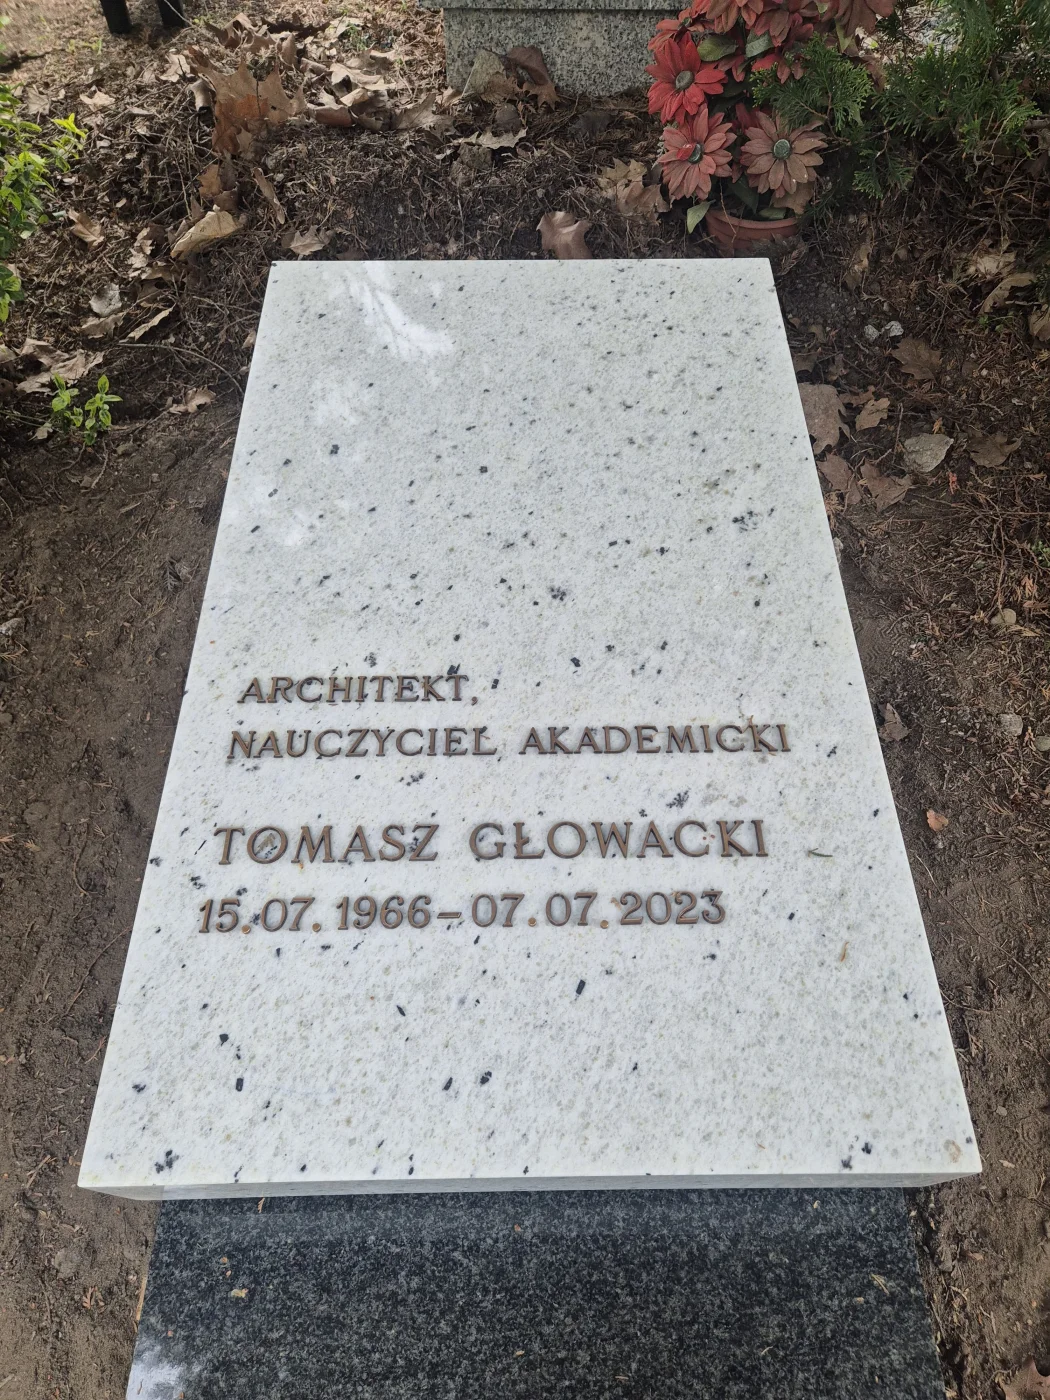 ARCHITEKT,
NAUCZYCIEL AKADEMICKI
TOMASZ GŁOWACKI
15.07.1966–07.07.2023